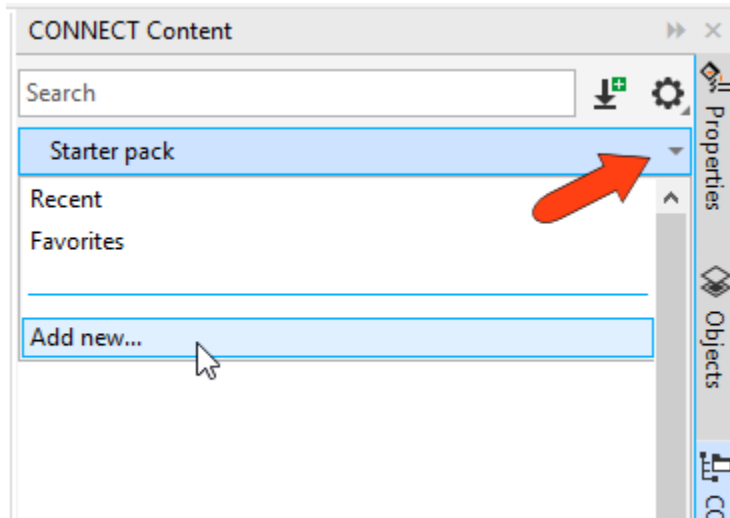 CONNECT Content
Search
Starter pack
Recent
Favorites
Add new...
Properties
Objects